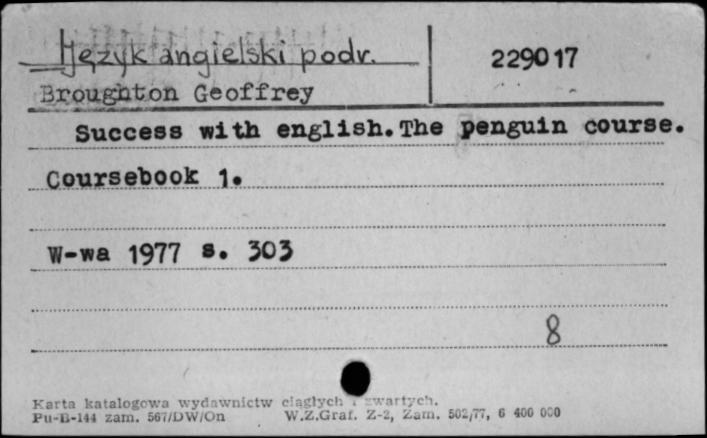 Język angielski podr.
229017
Broughton Geoffrey
Success with english.The penguin course.
Coursebook 1.
W-wa 1977 s. 303
8
Karta katalogowa wydawnictw ciągłych i zwartych.
Pu-B-144 zam. 567/DW/On W.Z.Graf. Z-2, Zam. 502/77, 6 400 000